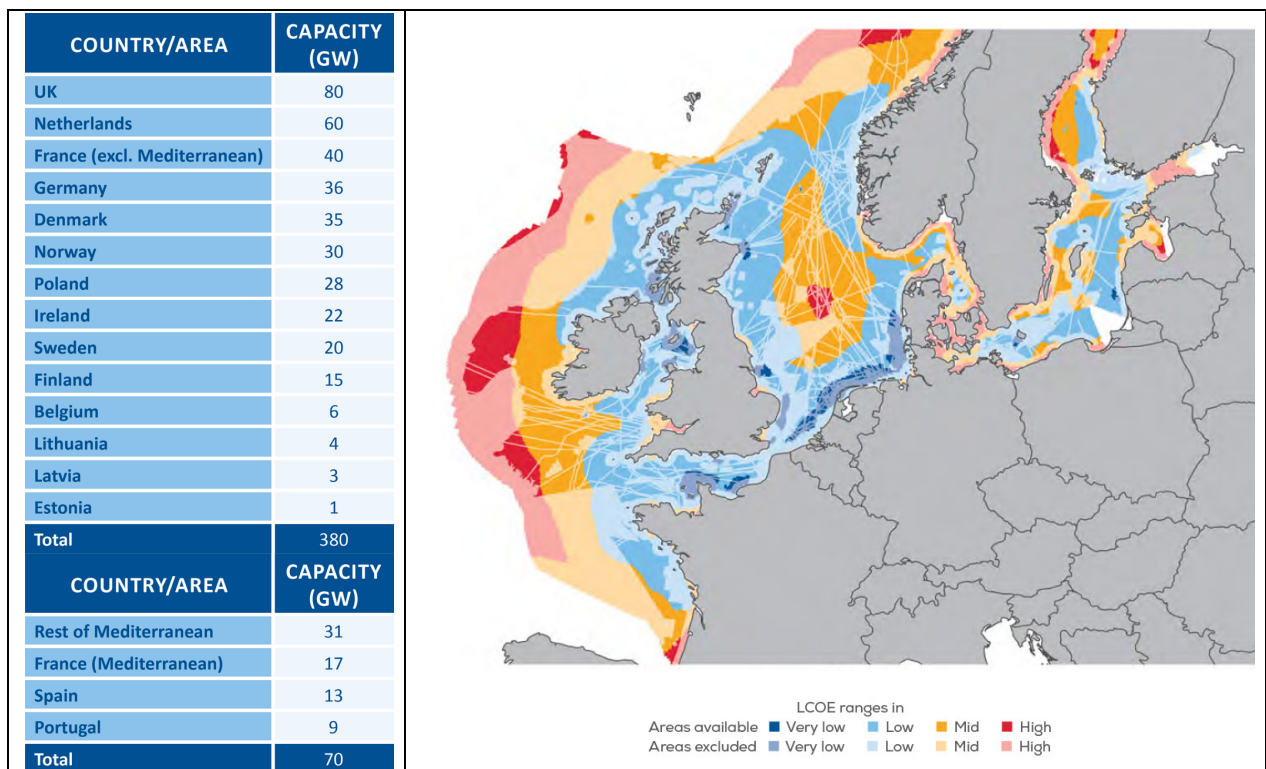 COUNTRY/AREA CAPACITY (GW)
UK 80
Netherlands 60
France (excl. Mediterranean) 40
Germany 36
Denmark 35
Norway 30
Poland 28
Ireland 22
Sweden 20
Finland 15
Belgium 6
Lithuania 4
Latvia 3
Estonia 1
Total 380
COUNTRY/AREA CAPACITY (GW)
Rest of Mediterranean 31
France (Mediterranean) 17
Spain 13
Portugal 9
Total 70
LCOE ranges in
Areas available Very low Low Mid High
Areas excluded Very low Low Mid High